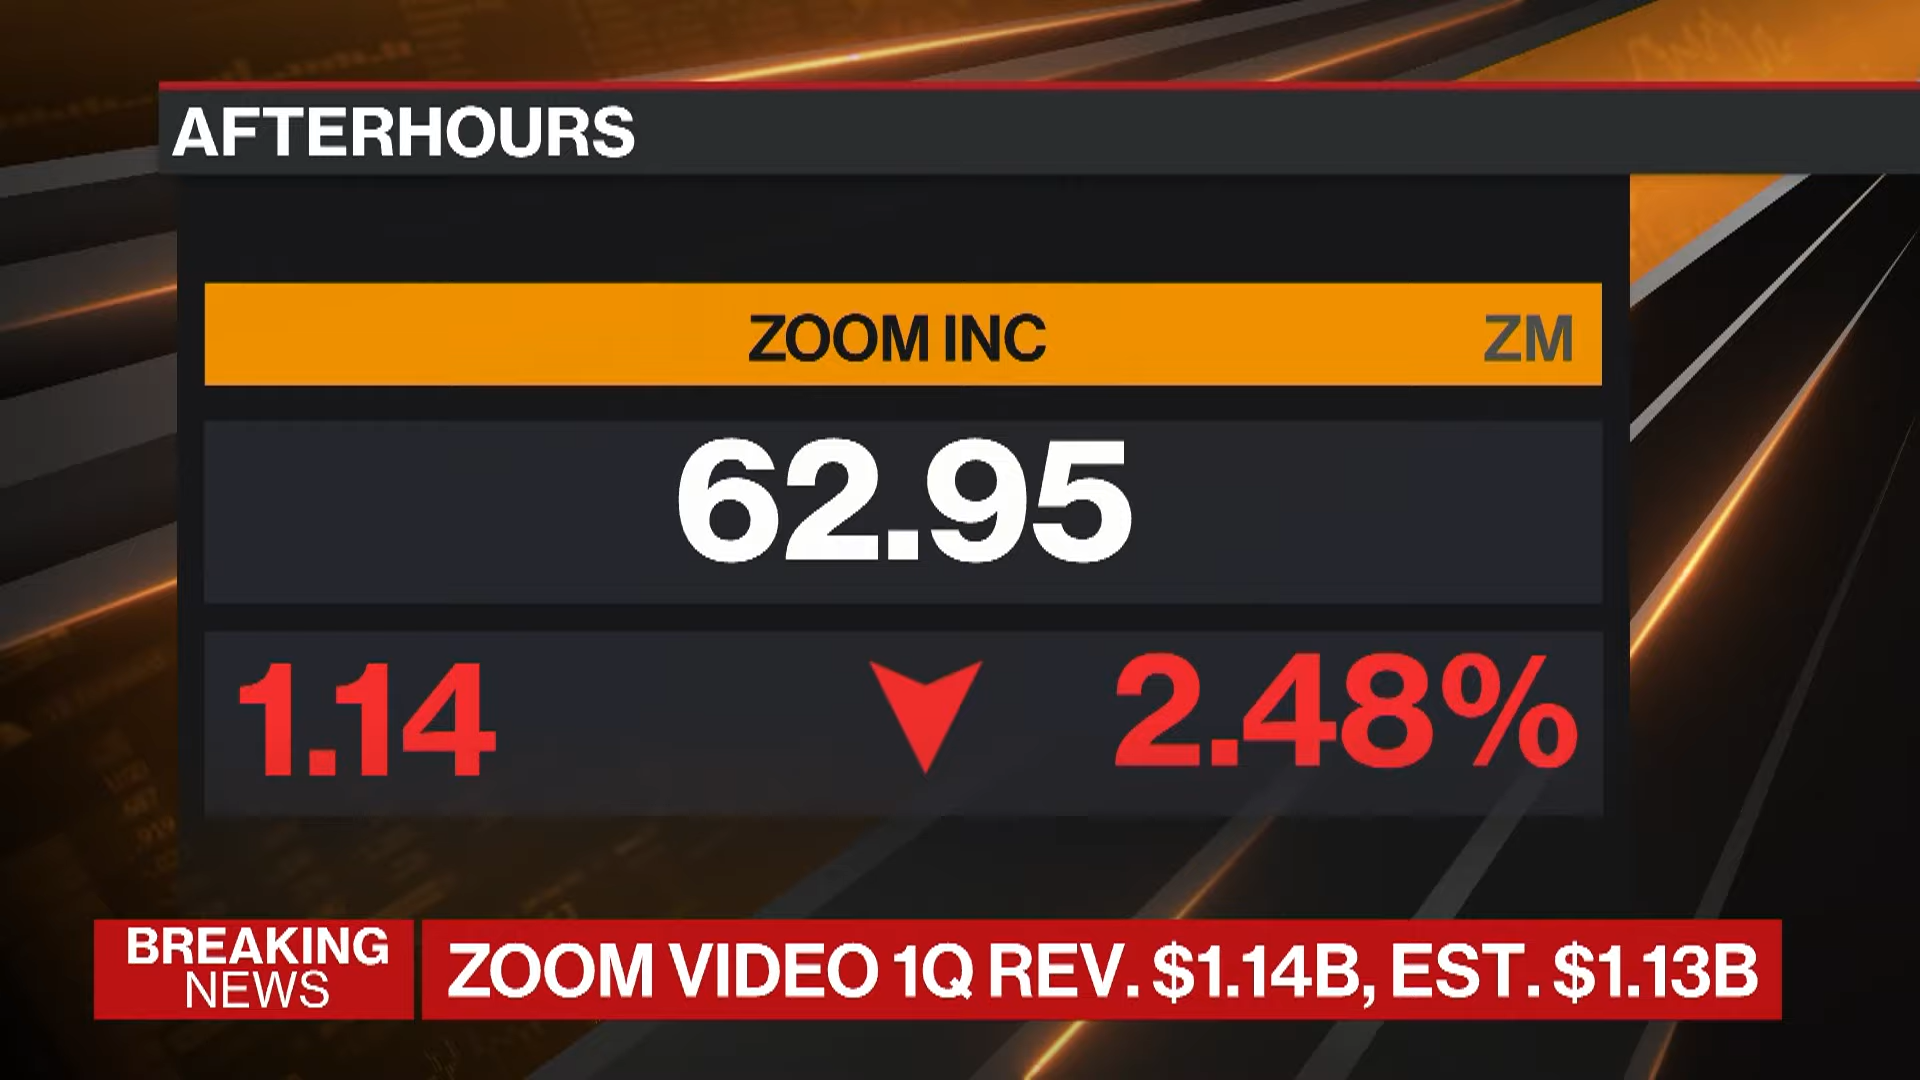 AFTERHOURS
ZOOM INC ZM
62.95
1.14 2.48%
BREAKING
NEWS
ZOOM VIDEO 1Q REV. $1.14B, EST. $1.13B